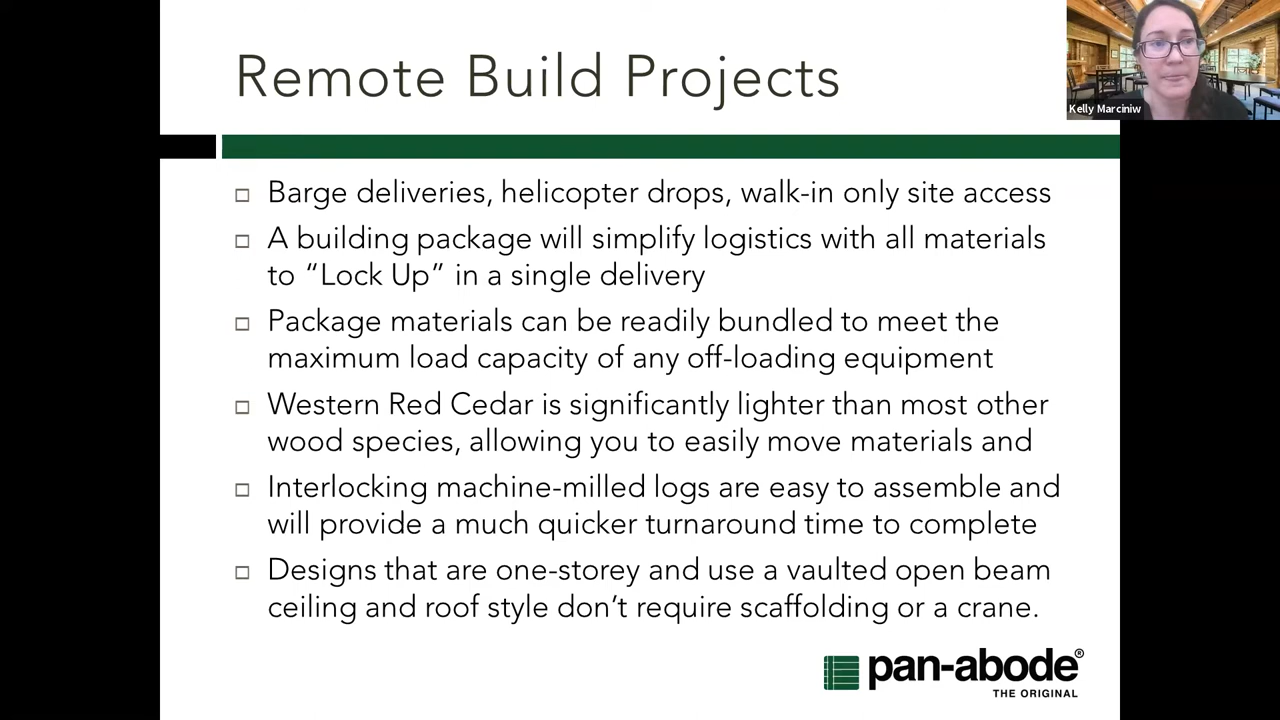 Remote Build Projects
Kelly Marciniw
Barge deliveries, helicopter drops, walk-in only site access
A building package will simplify logistics with all materials
to “Lock Up” in a single delivery
Package materials can be readily bundled to meet the
maximum load capacity of any off-loading equipment
Western Red Cedar is significantly lighter than most other
wood species, allowing you to easily move materials and
Interlocking machine-milled logs are easy to assemble and
will provide a much quicker turnaround time to complete
Designs that are one-storey and use a vaulted open beam
ceiling and roof style don’t require scaffolding or a crane.
pan-abode®
THE ORIGINAL